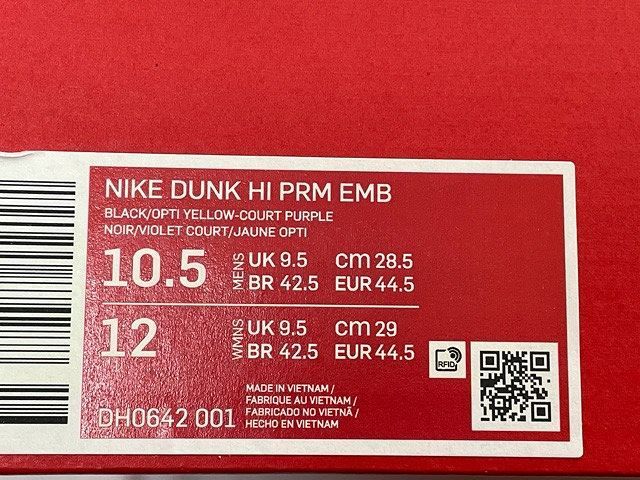 NIKE DUNK HI PRM EMB
BLACK/OPTI YELLOW-COURT PURPLE
NOIR/VIOLET COURT/JAUNE OPTI
10.5 MENS UK 9.5 CM 28.5
BR 42.5 EUR 44.5
12 WMNS UK 9.5 CM 29
BR 42.5 EUR 44.5
RFID
MADE IN VIETNAM /
FABRIQUE AU VIETNAM /
DH0642 001 FABRICADO NO VIETNÃ /
HECHO EN VIETNAM